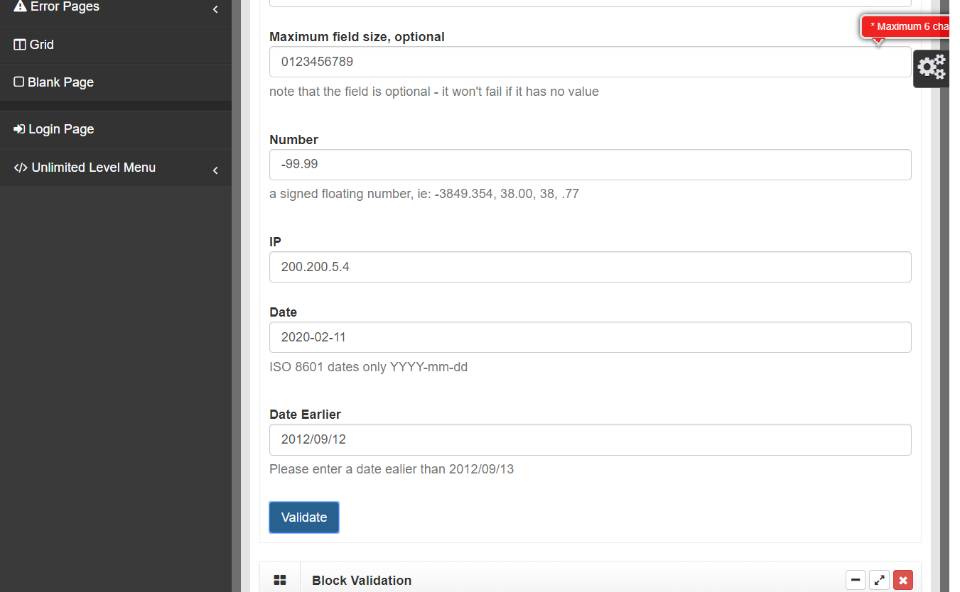 Error Pages
Grid
Blank Page
Login Page
Unlimited Level Menu
* Maximum 6 cha
Maximum field size, optional
0123456789
note that the field is optional - it won't fail if it has no value
Number
-99.99
a signed floating number, ie: -3849.354, 38.00, 38, .77
IP
200.200.5.4
Date
2020-02-11
ISO 8601 dates only YYYY-mm-dd
Date Earlier
2012/09/12
Please enter a date ealier than 2012/09/13
Validate
Block Validation